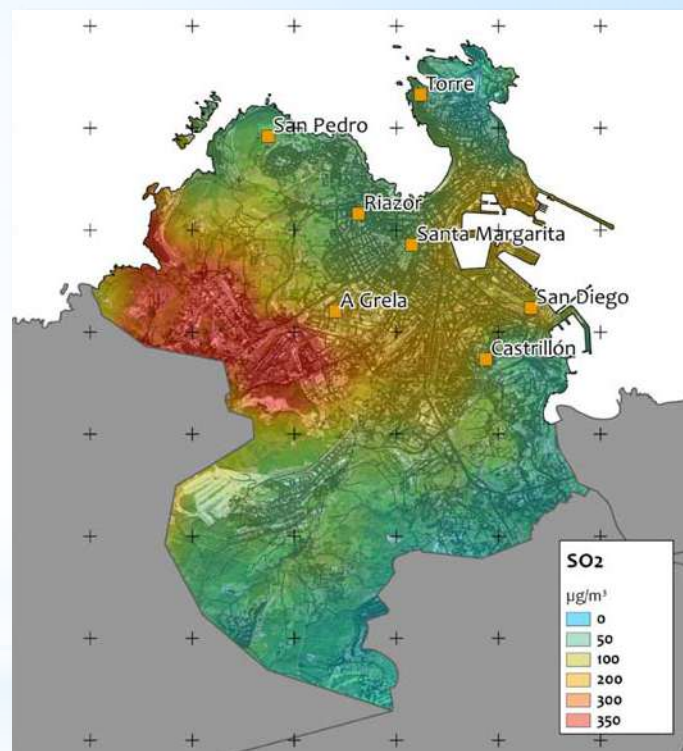 Torre
San Pedro
Riazor
Santa Margarita
A Grela
San Diego
Castrillón
SO2
µg/m³
0
50
100
200
300
350